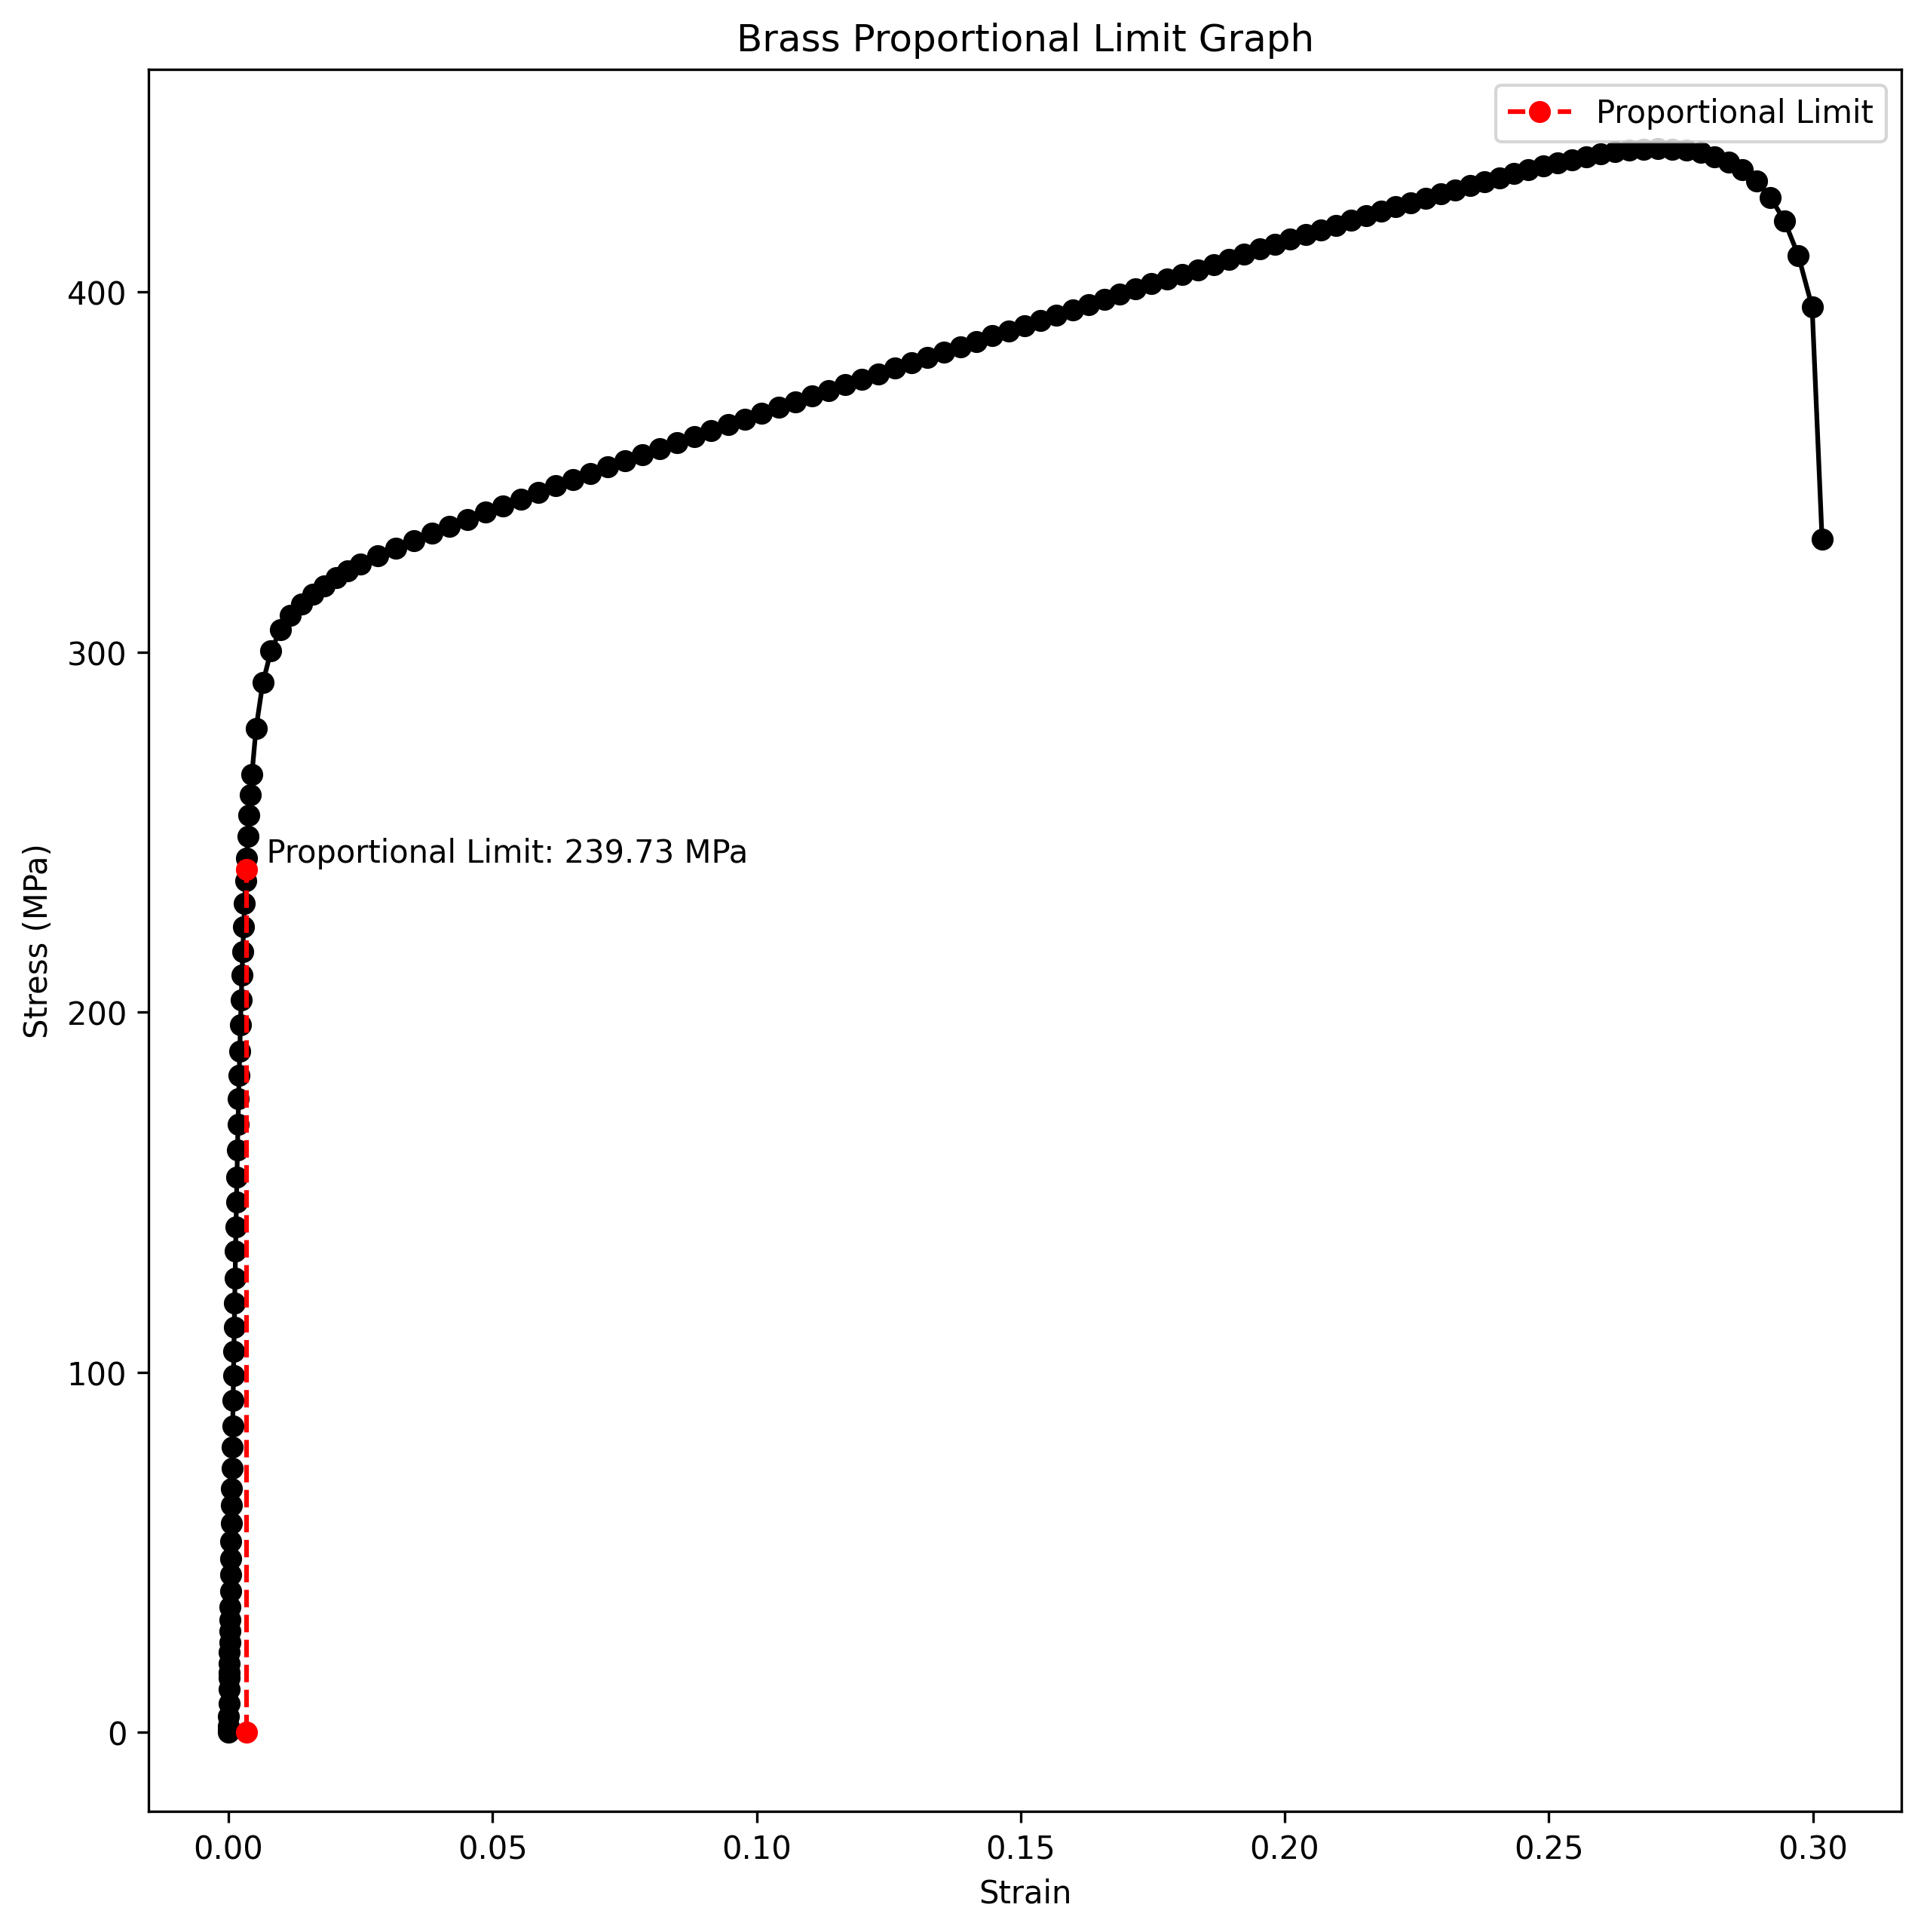 Brass Proportional Limit Graph
Proportional Limit
400
300
200
100
0
Stress (MPa)
Proportional Limit: 239.73 MPa
0.00 0.05 0.10 0.15 0.20 0.25 0.30
Strain